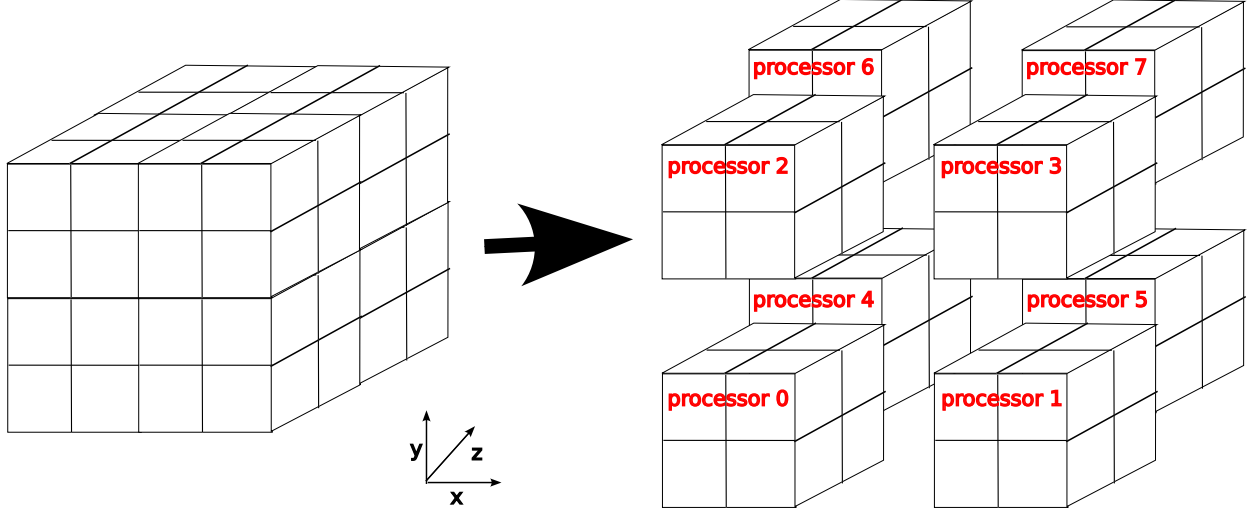 processor 6
processor 7
processor 2
processor 3
processor 4
processor 5
processor 0
processor 1
y
z
x